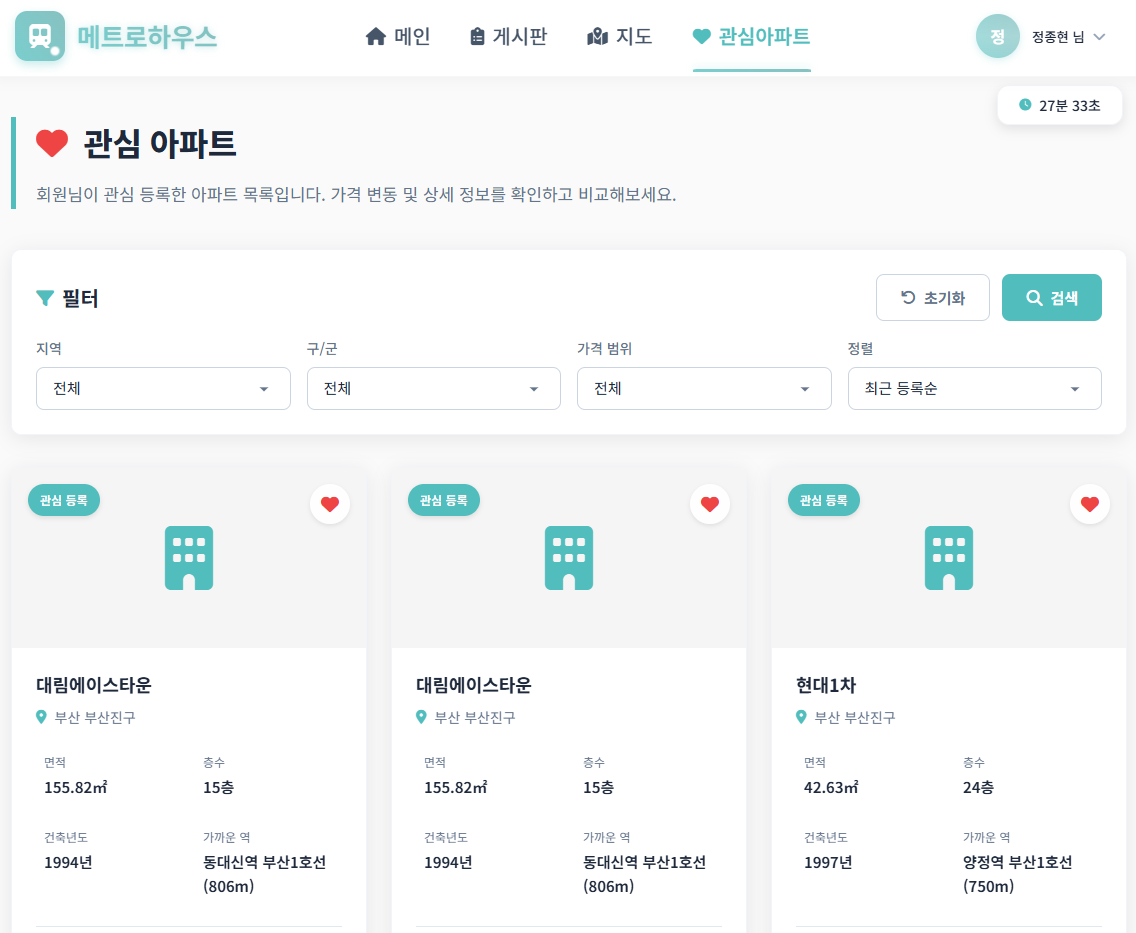 메트로하우스
메인
게시판
지도
관심아파트
정
정종현 님
27분 33초
관심 아파트
회원님이 관심 등록한 아파트 목록입니다. 가격 변동 및 상세 정보를 확인하고 비교해보세요.
필터
초기화
검색
지역
구/군
가격 범위
정렬
전체
전체
전체
최근 등록순
관심 등록
대림에이스타운
부산 부산진구
면적
층수
155.82㎡
15층
건축년도
가까운 역
1994년
동대신역 부산1호선
(806m)
관심 등록
대림에이스타운
부산 부산진구
면적
층수
155.82㎡
15층
건축년도
가까운 역
1994년
동대신역 부산1호선
(806m)
관심 등록
현대1차
부산 부산진구
면적
층수
42.63㎡
24층
건축년도
가까운 역
1997년
양정역 부산1호선
(750m)